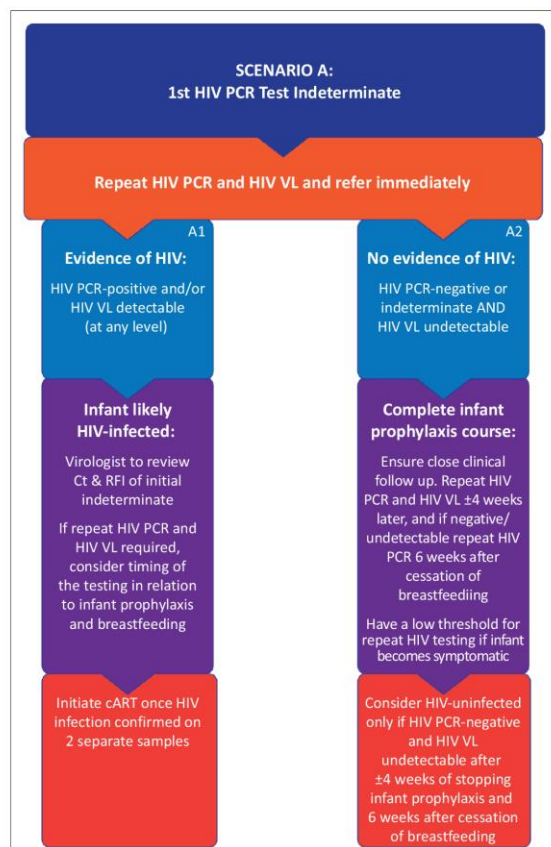 SCENARIO A:
1st HIV PCR Test Indeterminate
Repeat HIV PCR and HIV VL and refer immediately
A1
Evidence of HIV:
HIV PCR-positive and/or
HIV VL detectable
(at any level)
Infant likely
HIV-infected:
Virologist to review
Ct & RFI of initial
indeterminate
If repeat HIV PCR and
HIV VL required,
consider timing of
the testing in relation
to infant prophylaxis
and breastfeeding
Initiate cART once HIV
infection confirmed on
2 separate samples
A2
No evidence of HIV:
HIV PCR-negative or
indeterminate AND
HIV VL undetectable
Complete infant
prophylaxis course:
Ensure close clinical
follow up. Repeat HIV
PCR and HIV VL ±4 weeks
later, and if negative/
undetectable repeat HIV
PCR 6 weeks after
cessation of
breastfeediing
Have a low threshold for
repeat HIV testing if infant
becomes symptomatic
Consider HIV-uninfected
only if HIV PCR-negative
and HIV VL
undetectable after
±4 weeks of stopping
infant prophylaxis and
6 weeks after cessation
of breastfeeding